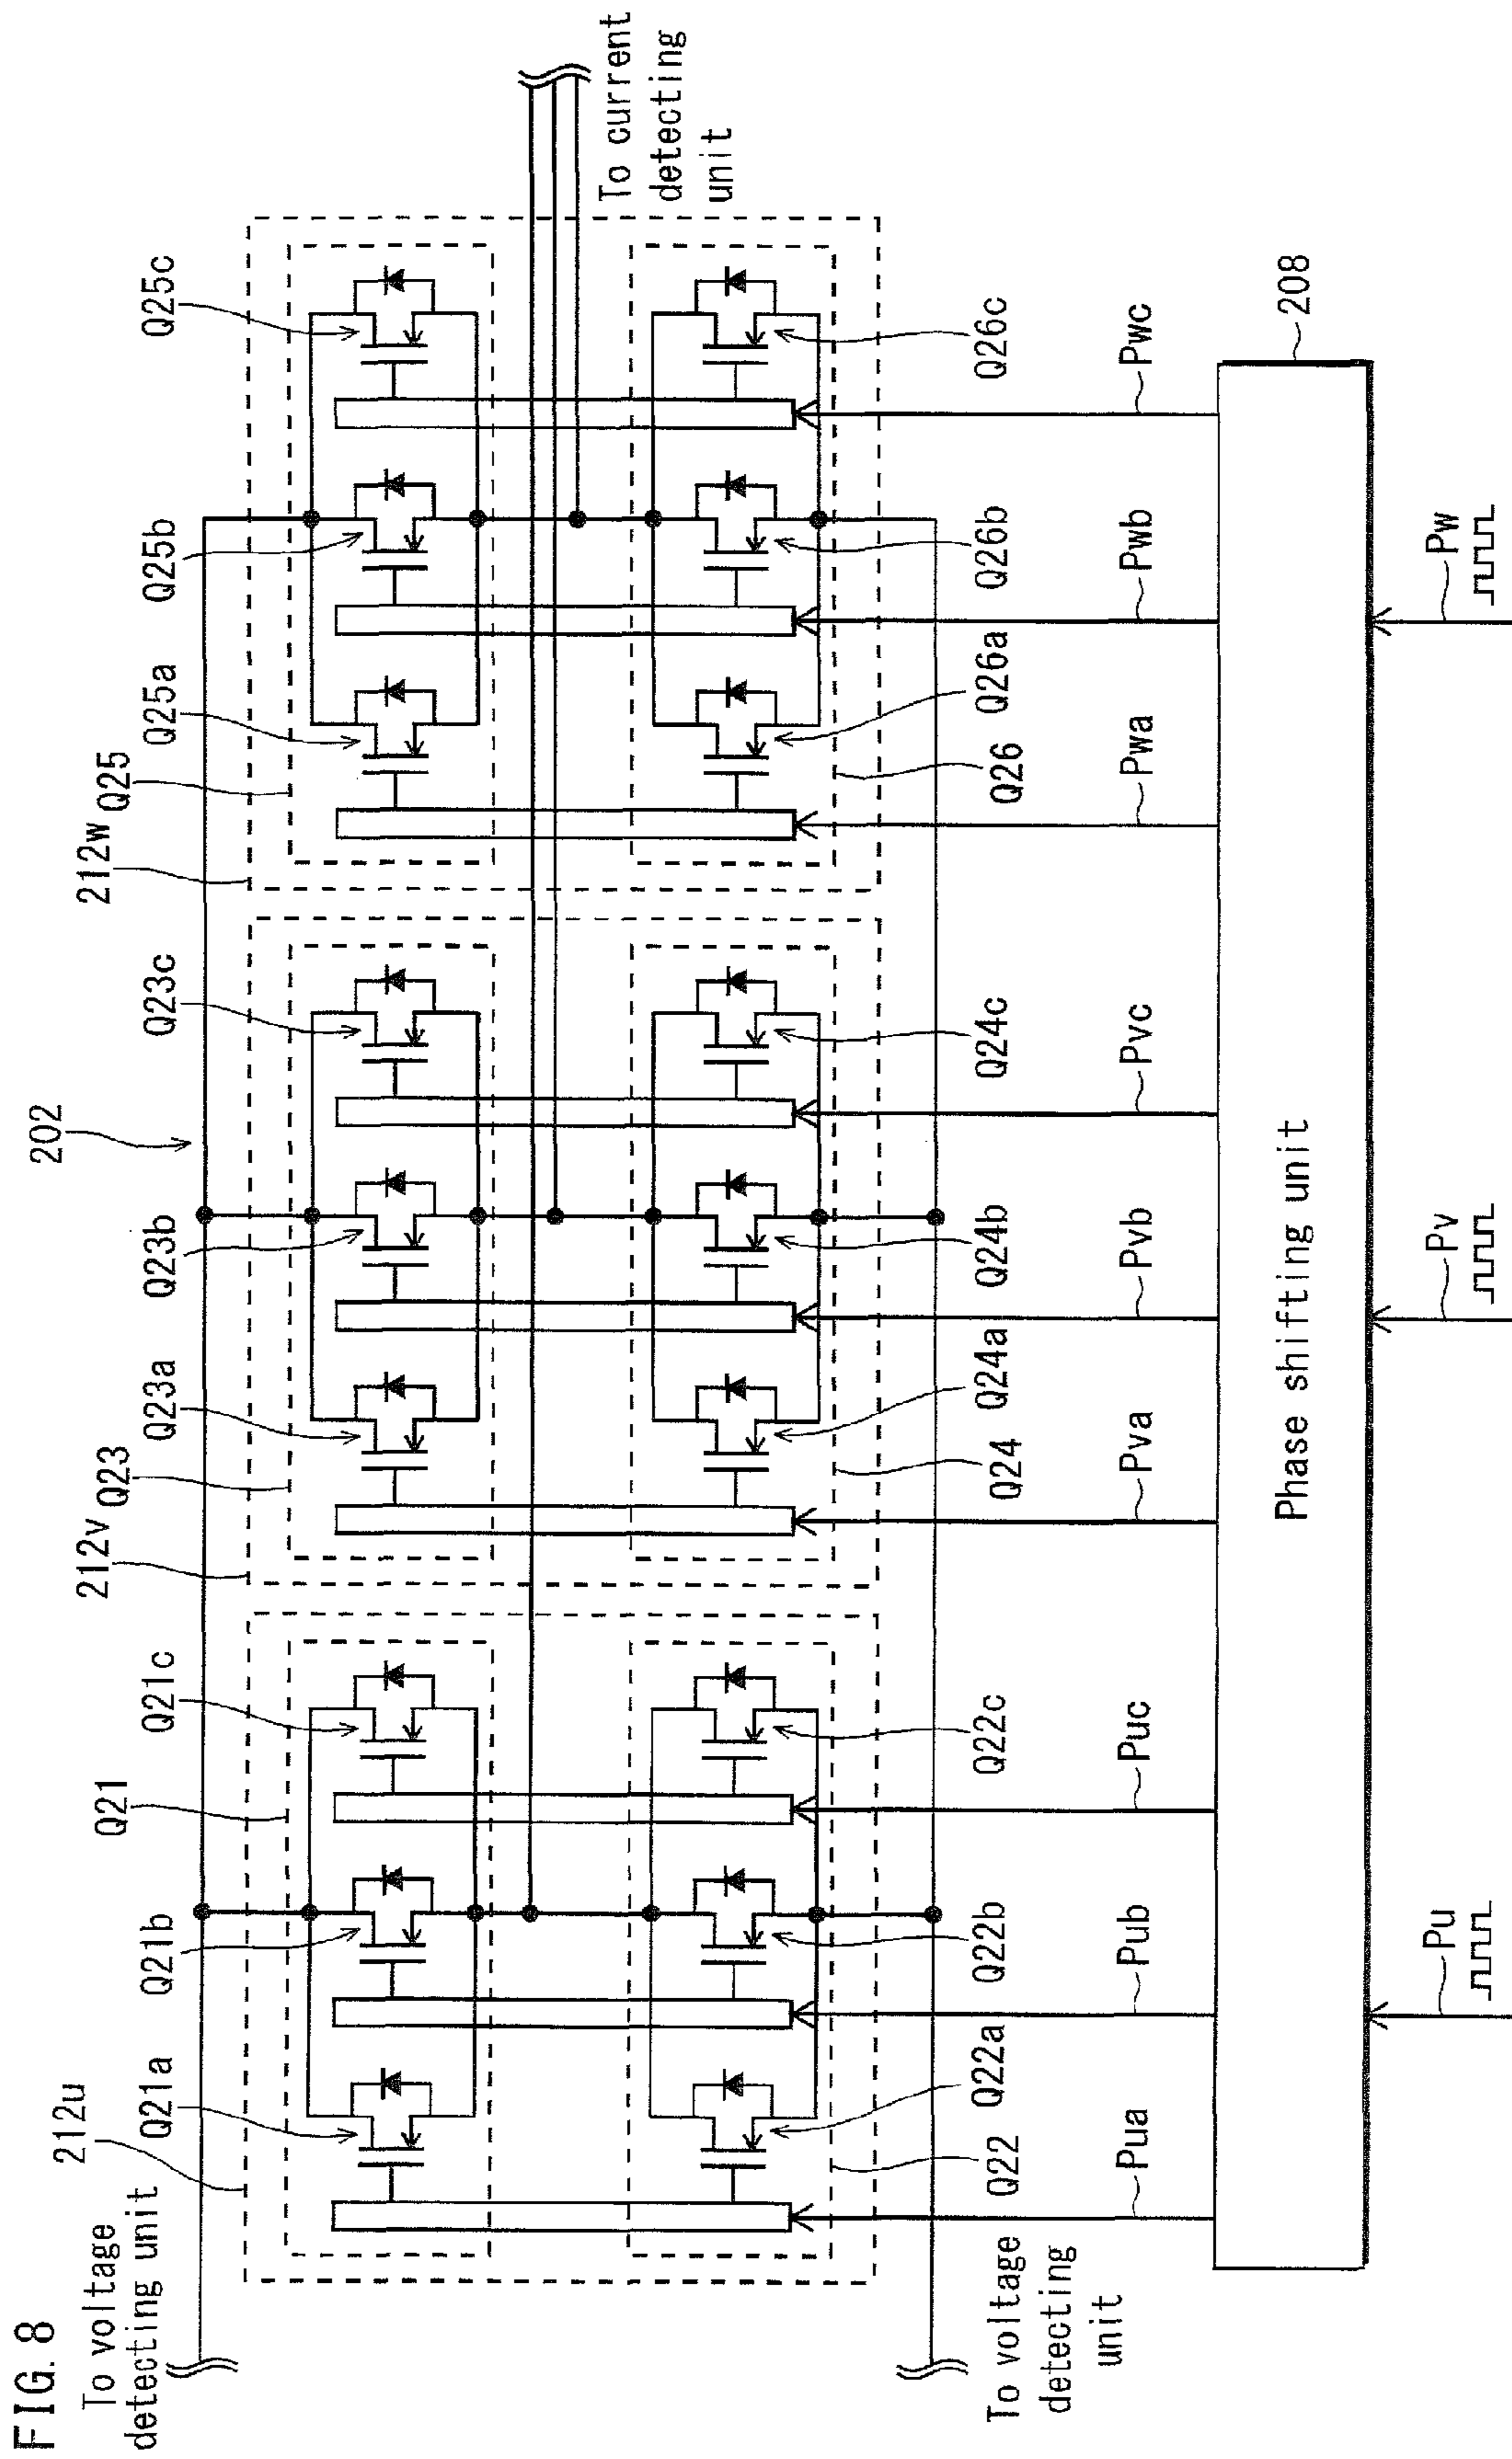 FIG. 8
To voltage
detecting unit
212u
Q21a
Q21b
Q21
Q21c
212v
Q23
Q23a
Q23b
202
Q23c
212w
Q25
Q25a
Q25b
Q25c
To current
detecting
unit
To voltage
detecting
unit
Q22
Q22a
Q22b
Q22c
Q24
Q24a
Q24b
Q24c
Q26
Q26a
Q26b
Q26c
Pua
Pub
Puc
Pva
Pvb
Pvc
Pwa
Pwb
Pwc
208
Phase shifting unit
Pu
Pv
Pw